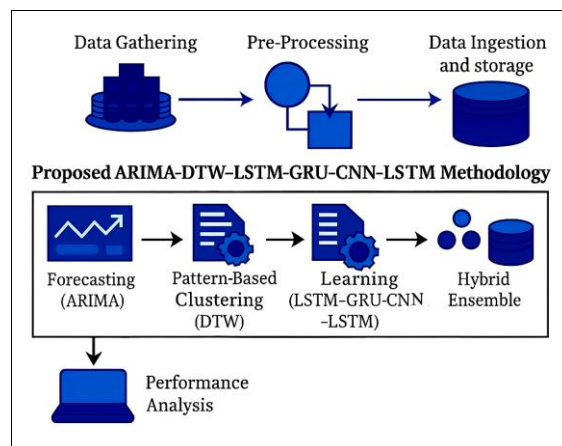 Data Gathering
Pre-Processing
Data Ingestion
and storage
Proposed ARIMA-DTW-LSTM-GRU-CNN-LSTM Methodology
Forecasting
(ARIMA)
Pattern-Based
Clustering
(DTW)
Learning
(LSTM-GRU-CNN
-LSTM)
Hybrid
Ensemble
Performance
Analysis